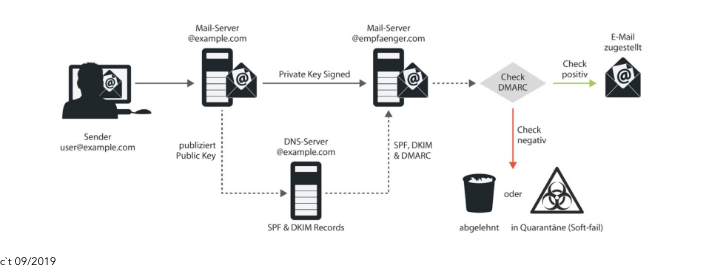 Mail-Server
@example.com
Mail-Server
@empfaenger.com
E-Mail
zugestellt
Private Key Signed
Check
DMARC
Check
positiv
Sender
user@example.com
publiziert
Public Key
DNS-Server
@example.com
SPF, DKIM
& DMARC
Check
negativ
oder
SPF & DKIM Records
abgelehnt
in Quarantäne (Soft-fail)
c`t 09/2019